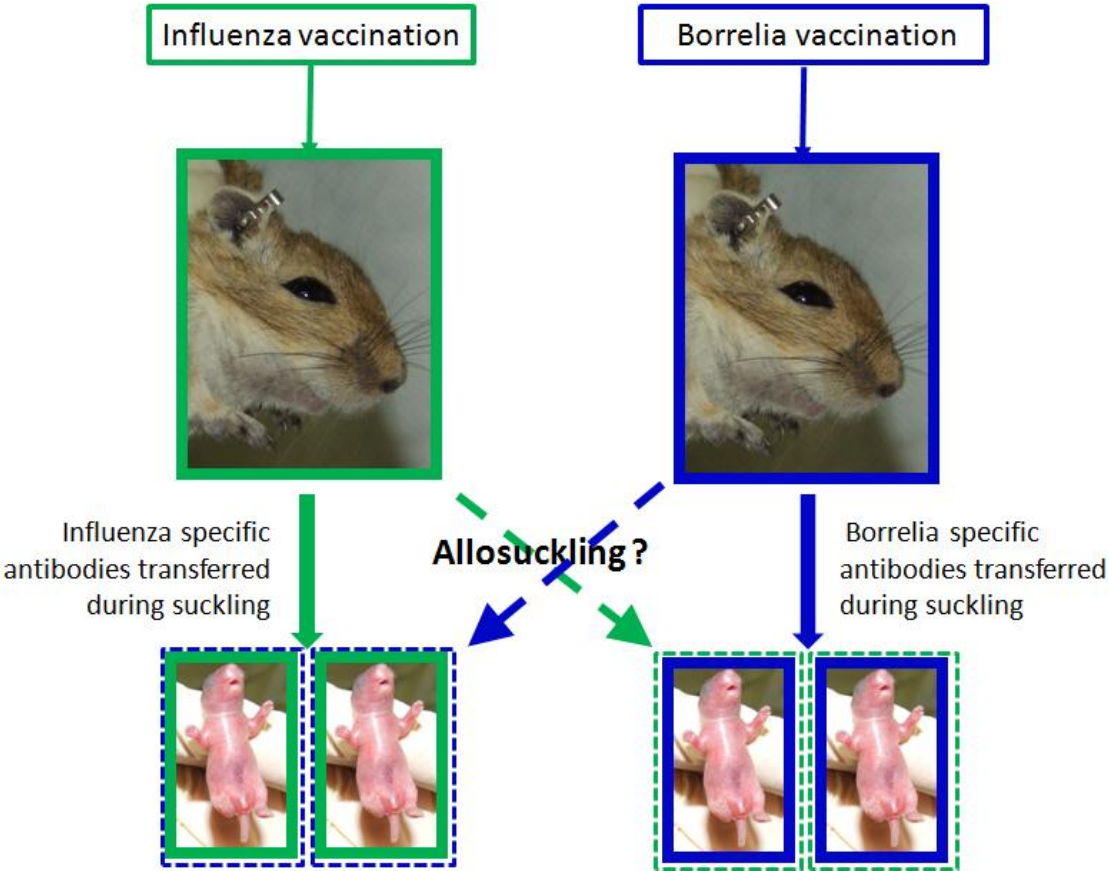 Influenza vaccination
Borrelia vaccination
Influenza specific
antibodies transferred
during suckling
Allosuckling ?
Borrelia specific
antibodies transferred
during suckling